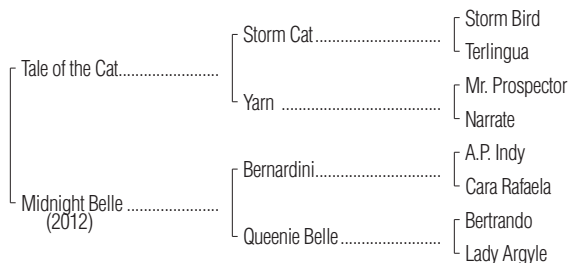 Storm Bird
Storm Cat
Terlingua
Tale of the Cat
Mr. Prospector
Yarn
Narrate
A.P. Indy
Bernardini
Cara Rafaela
Midnight Belle
(2012)
Bertrando
Queenie Belle
Lady Argyle